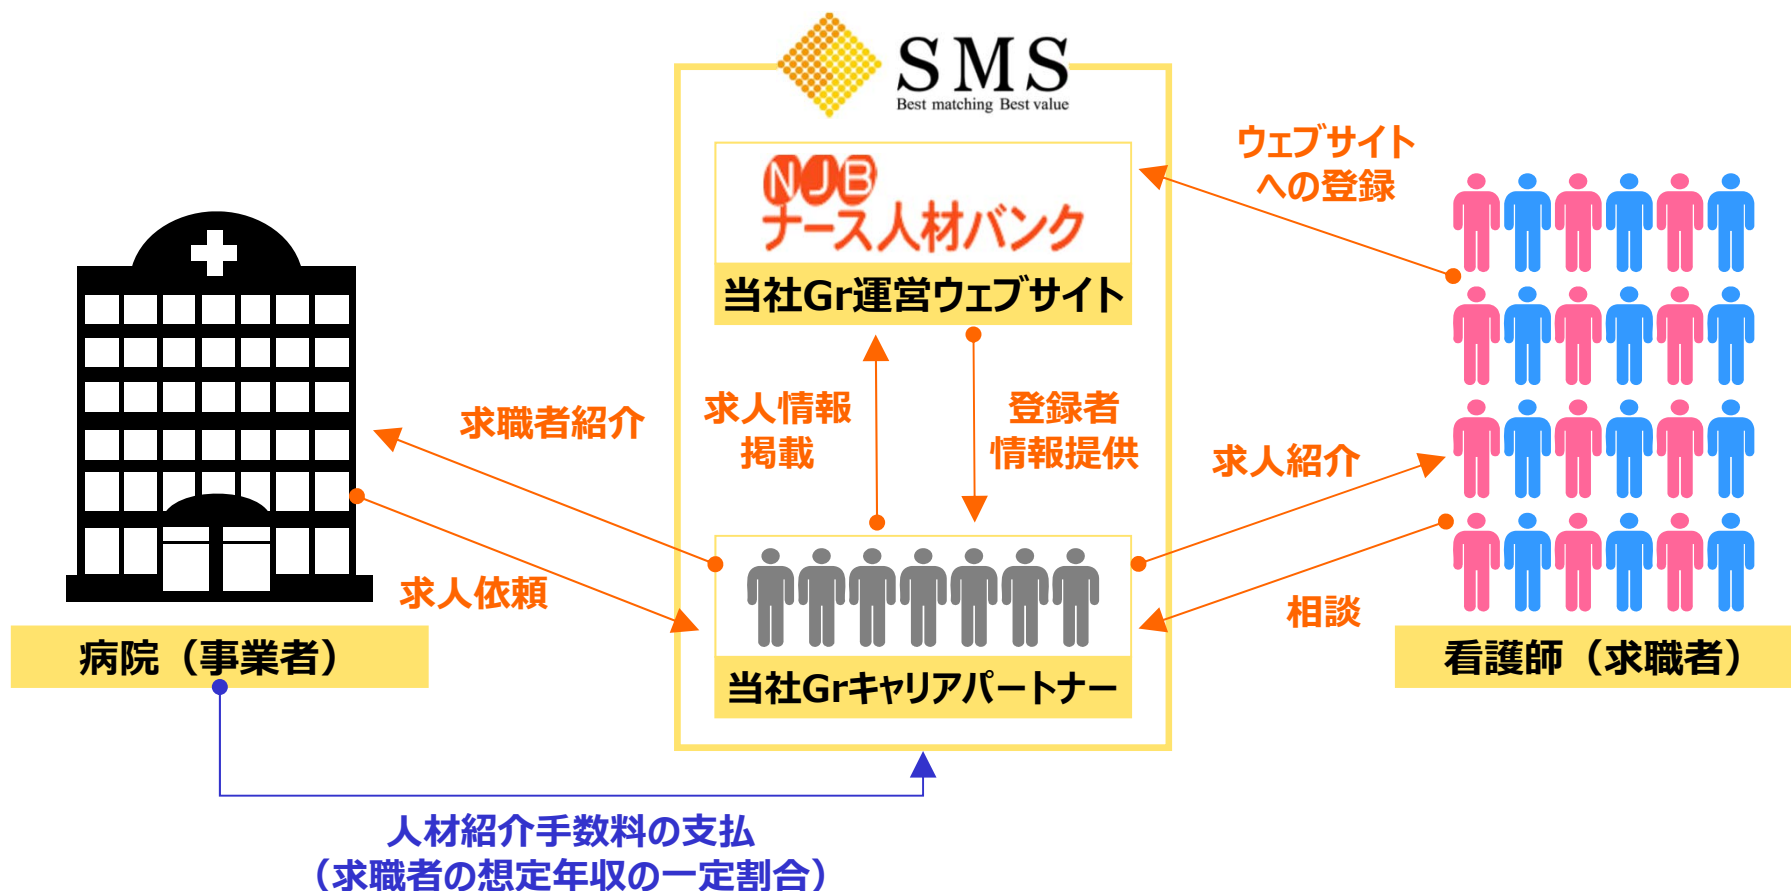 SMS
Best matching Best value
NJB
ナース人材バンク
当社Gr運営ウェブサイト
ウェブサイト
への登録
求職者紹介
求人情報
掲載
登録者
情報提供
求人紹介
求人依頼
相談
病院（事業者）
当社Grキャリアパートナー
看護師（求職者）
人材紹介手数料の支払
（求職者の想定年収の一定割合）